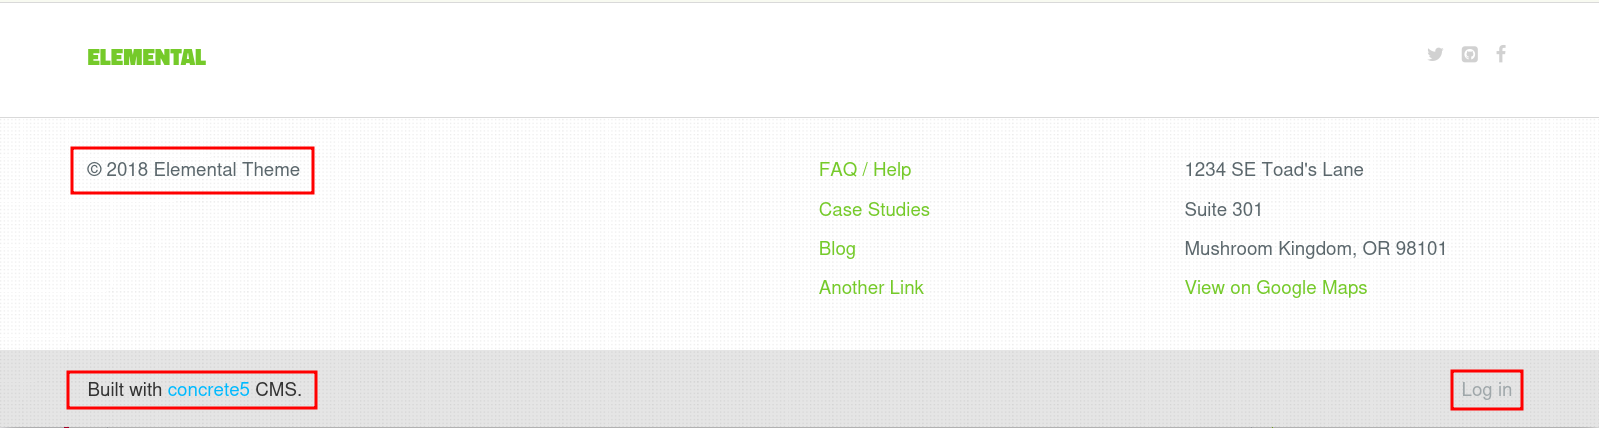 ELEMENTAL
© 2018 Elemental Theme
FAQ / Help
Case Studies
Blog
Another Link
1234 SE Toad's Lane
Suite 301
Mushroom Kingdom, OR 98101
View on Google Maps
Built with concrete5 CMS.
Log in